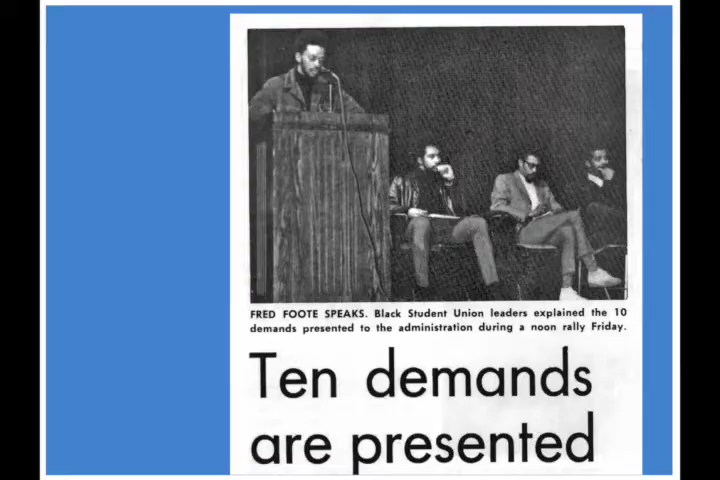 FRED FOOTE SPEAKS. Black Student Union leaders explained the 10
demands presented to the administration during a noon rally Friday.
Ten demands
are presented